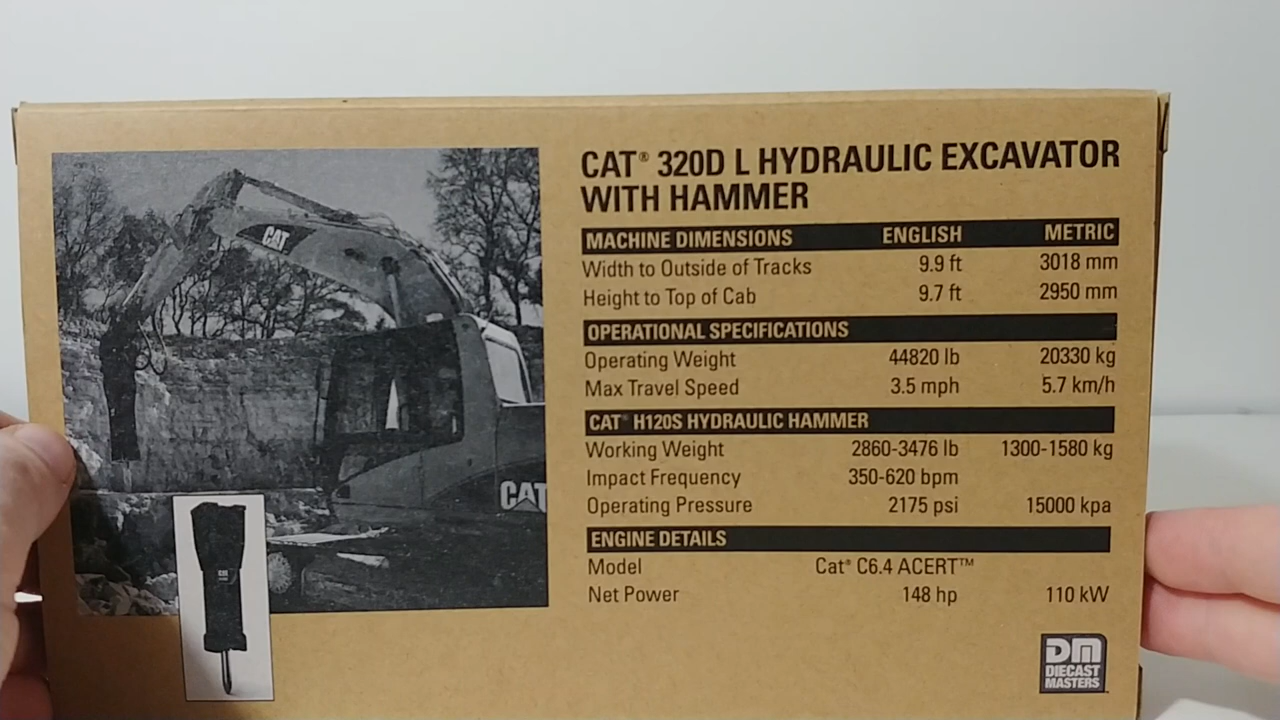 CAT® 320D L HYDRAULIC EXCAVATOR
WITH HAMMER
MACHINE DIMENSIONS ENGLISH METRIC
Width to Outside of Tracks 9.9 ft 3018 mm
Height to Top of Cab 9.7 ft 2950 mm
OPERATIONAL SPECIFICATIONS
Operating Weight 44820 lb 20330 kg
Max Travel Speed 3.5 mph 5.7 km/h
CAT® H120S HYDRAULIC HAMMER
Working Weight 2860-3476 lb 1300-1580 kg
Impact Frequency 350-620 bpm
Operating Pressure 2175 psi 15000 kpa
ENGINE DETAILS
Model Cat® C6.4 ACERT™
Net Power 148 hp 110 kW
CAT
CAT
DM
DIECAST
MASTERS